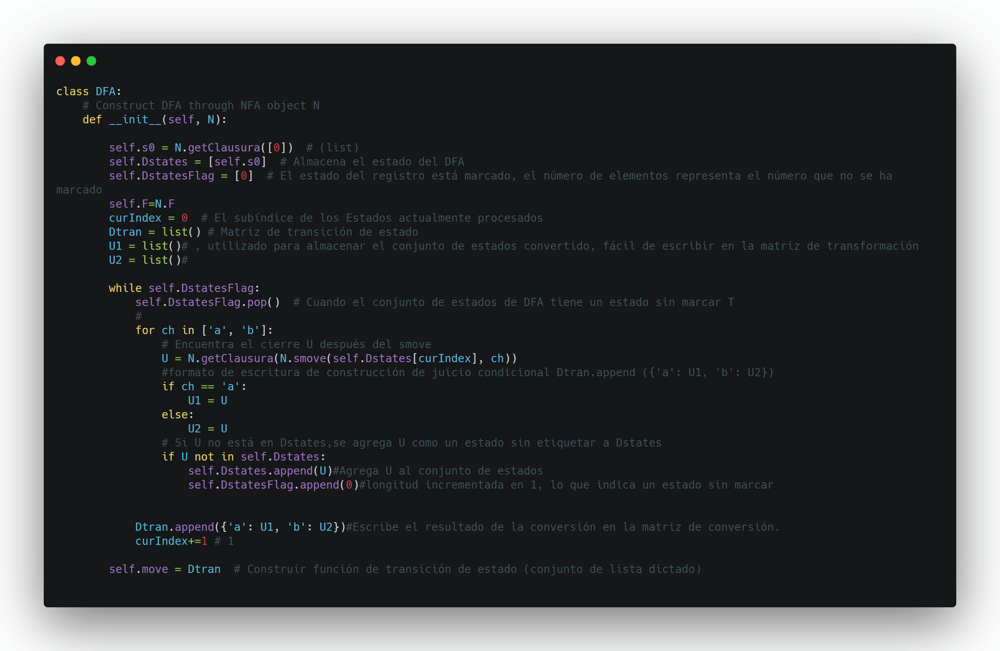 class DFA:
    # Construct DFA through NFA object N
    def __init__(self, N):
        self.s0 = N.getClausura([0])  # (list)
        self.Dstates = [self.s0]  # Almacena el estado del DFA
        self.DstatesFlag = [0]  # El estado del registro está marcado, el número de elementos representa el número que no se ha
marcado
        self.F=N.F
        curIndex = 0  # El subíndice de los Estados actualmente procesados
        Dtran = list() # Matriz de transición de estado
        U1 = list()# , utilizado para almacenar el conjunto de estados convertido, fácil de escribir en la matriz de transformación
        U2 = list()#
        while self.DstatesFlag:
            self.DstatesFlag.pop()  # Cuando el conjunto de estados de DFA tiene un estado sin marcar T
            #
            for ch in ['a', 'b']:
                # Encuentra el cierre U después del smove
                U = N.getClausura(N.smove(self.Dstates[curIndex], ch))
                #formato de escritura de construcción de juicio condicional Dtran.append ({'a': U1, 'b': U2})
                if ch == 'a':
                    U1 = U
                else:
                    U2 = U
                # Si U no está en Dstates,se agrega U como un estado sin etiquetar a Dstates
                if U not in self.Dstates:
                    self.Dstates.append(U)#Agrega U al conjunto de estados
                    self.DstatesFlag.append(0)#longitud incrementada en 1, lo que indica un estado sin marcar
            Dtran.append({'a': U1, 'b': U2})#Escribe el resultado de la conversión en la matriz de conversión.
            curIndex+=1 # 1
        self.move = Dtran  # Construir función de transición de estado (conjunto de lista dictado)